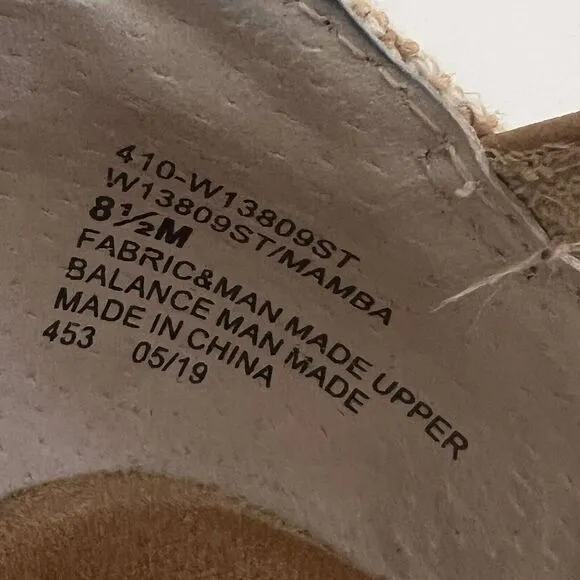 410-W13809ST
W13809ST/MAMBA
8½M
FABRIC&MAN MADE UPPER
BALANCE MAN MADE
MADE IN CHINA
453 05/19